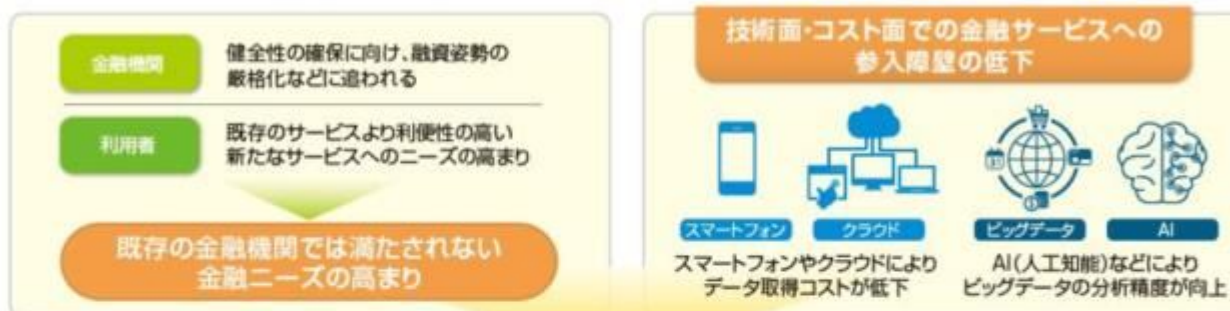 金融機関
健全性の確保に向け、融資姿勢の
厳格化などに追われる
利用者
既存のサービスより利便性の高い
新たなサービスへのニーズの高まり
既存の金融機関では満たされない
金融ニーズの高まり
技術面・コスト面での金融サービスへの
参入障壁の低下
スマートフォン
クラウド
ビッグデータ
AI
スマートフォンやクラウドにより
データ取得コストが低下
AI(人工知能)などにより
ビッグデータの分析精度が向上